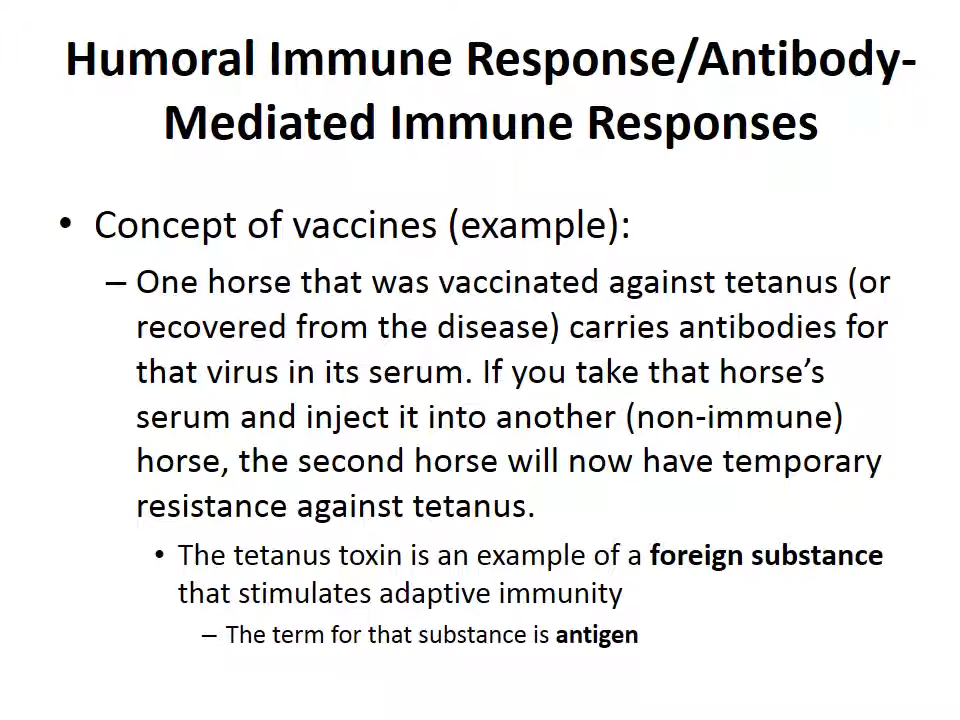 Humoral Immune Response/Antibody-
Mediated Immune Responses
• Concept of vaccines (example):
– One horse that was vaccinated against tetanus (or
recovered from the disease) carries antibodies for
that virus in its serum. If you take that horse’s
serum and inject it into another (non-immune)
horse, the second horse will now have temporary
resistance against tetanus.
• The tetanus toxin is an example of a foreign substance
that stimulates adaptive immunity
– The term for that substance is antigen